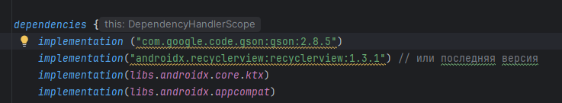 dependencies { this: DependencyHandlerScope
implementation ("com.google.code.gson:gson:2.8.5")
implementation("androidx.recyclerview:recyclerview:1.3.1") // или последняя версия
implementation(libs.androidx.core.ktx)
implementation(libs.androidx.appcompat)